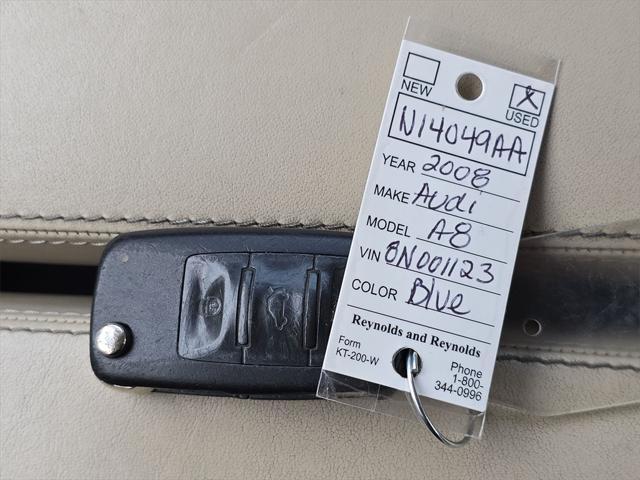 NEW
X USED
N14049AA
YEAR 2008
MAKE Audi
MODEL A8
VIN 8N001123
COLOR Blue
Reynolds and Reynolds
Form
KT-200-W
Phone
1-800-
344-0996